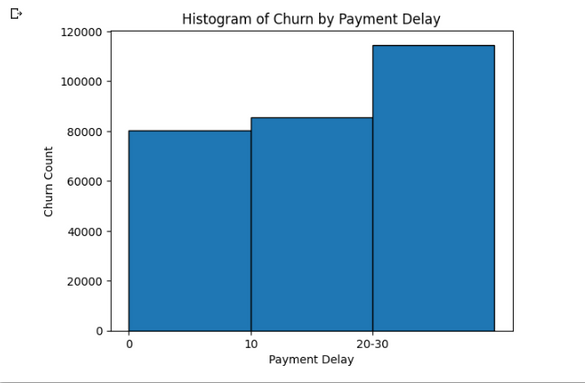 Histogram of Churn by Payment Delay
120000
100000
80000
60000
40000
20000
0
Churn Count
0 10 20-30
Payment Delay